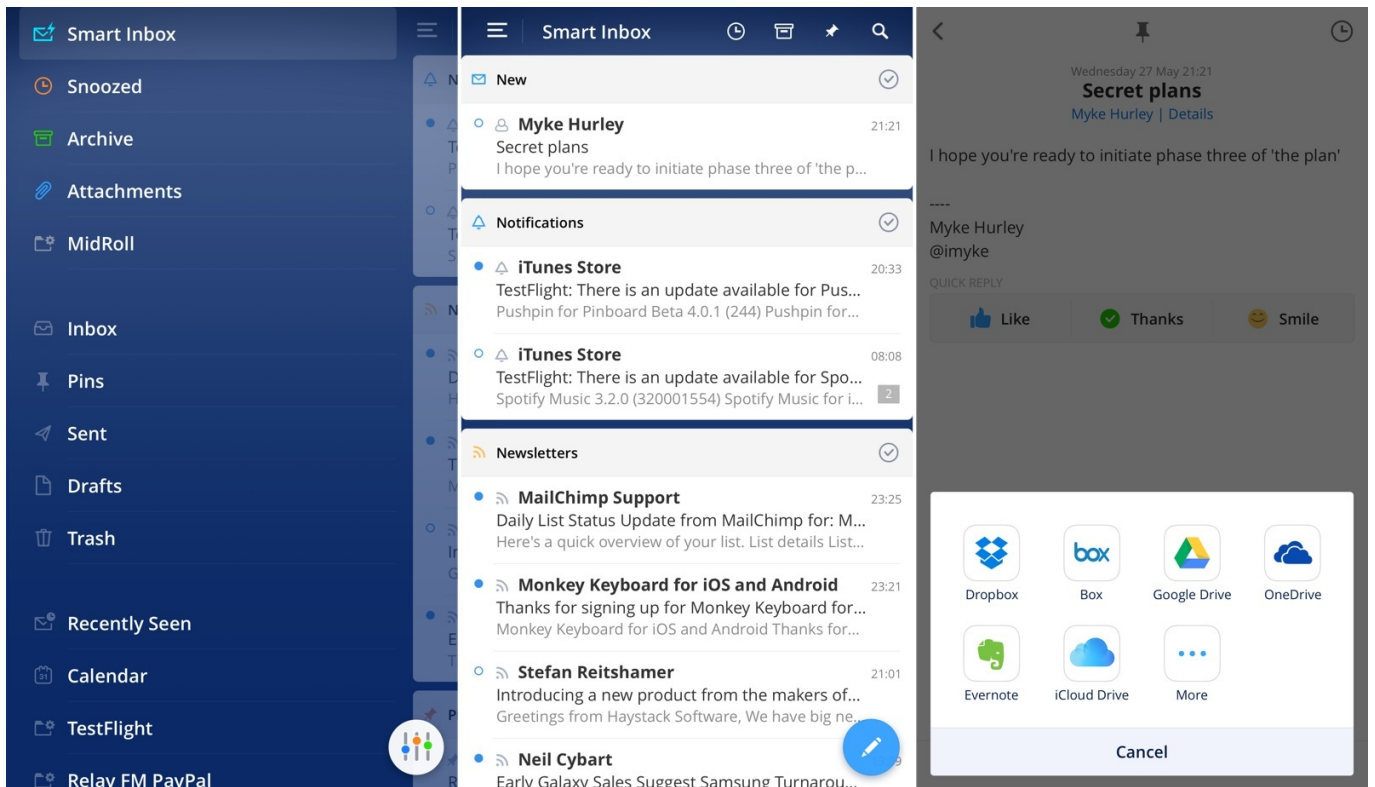 Smart Inbox
Snoozed
Archive
Attachments
MidRoll
Inbox
Pins
Sent
Drafts
Trash
Recently Seen
Calendar
31
TestFlight
Relay FM PayPal
Smart Inbox
New
Myke Hurley 21:21
Secret plans
I hope you're ready to initiate phase three of 'the p...
Notifications
iTunes Store 20:33
TestFlight: There is an update available for Pus...
Pushpin for Pinboard Beta 4.0.1 (244) Pushpin for...
iTunes Store 08:08
TestFlight: There is an update available for Spo...
Spotify Music 3.2.0 (320001554) Spotify Music for i... 2
Newsletters
MailChimp Support 23:25
Daily List Status Update from MailChimp for: M...
Here's a quick overview of your list. List details List...
Monkey Keyboard for iOS and Android 23:21
Thanks for signing up for Monkey Keyboard for...
Monkey Keyboard for iOS and Android Thanks for...
Stefan Reitshamer 21:01
Introducing a new product from the makers of...
Greetings from Haystack Software, We have big ne...
Neil Cybart
Early Galaxy Sales Suggest Samsung Turnarou...
Wednesday 27 May 21:21
Secret plans
Myke Hurley | Details
I hope you're ready to initiate phase three of 'the plan'
----
Myke Hurley
@imyke
QUICK REPLY
Like Thanks Smile
box
Dropbox Box Google Drive OneDrive
Evernote iCloud Drive More
Cancel